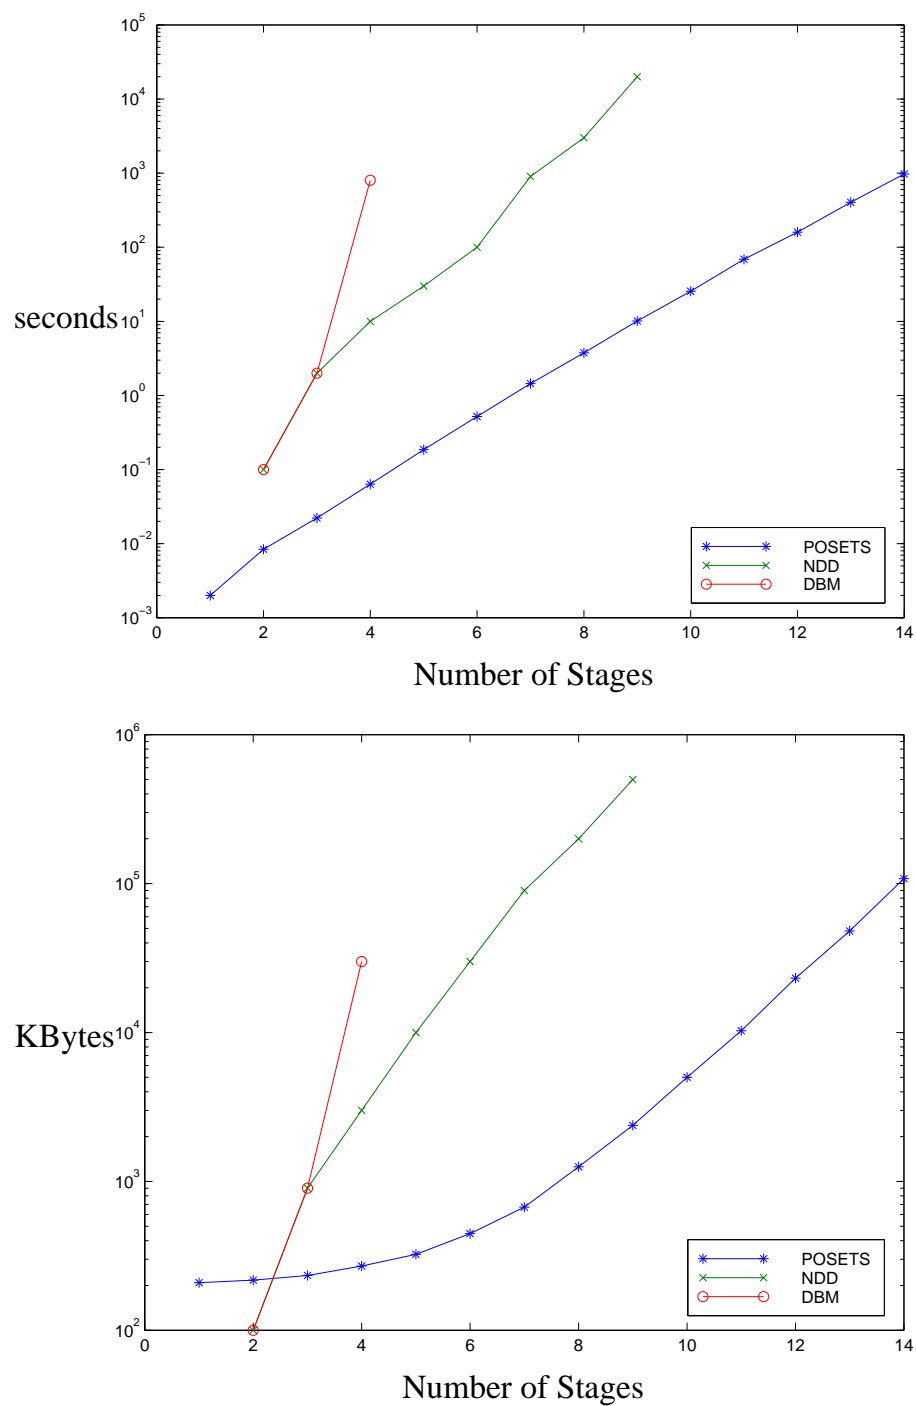 10^5
10^4
10^3
10^2
seconds 10^1
10^0
10^−1
10^−2
10^−3
POSETS
NDD
DBM
0 2 4 6 8 10 12 14
Number of Stages
10^6
10^5
KBytes 10^4
10^3
10^2
POSETS
NDD
DBM
0 2 4 6 8 10 12 14
Number of Stages